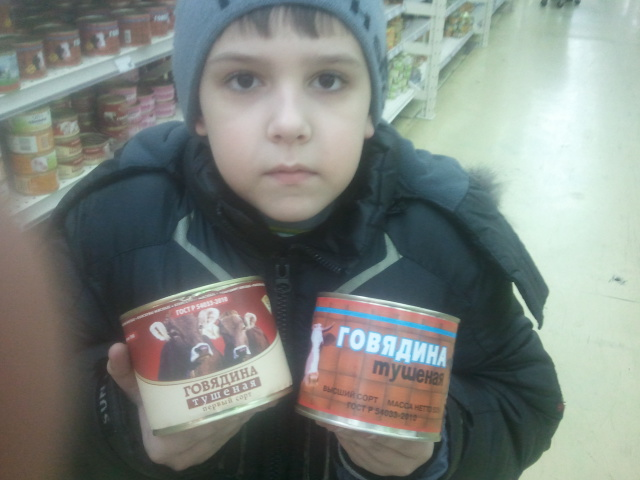 ГОСТ Р 54033-2010
ГОВЯДИНА
тушеная
первый сорт
ГОВЯДИНА
тушеная
ВЫСШИЙ СОРТ МАССА НЕТТО
ГОСТ Р 54033-2010